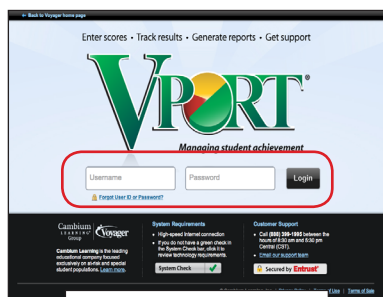 ← Back to Voyager home page
Enter scores • Track results • Generate reports • Get support
VPORT®
Managing student achievement
Username
Password
Login
Forgot User ID or Password?
Cambium
LEARNING
Group
Voyager
Cambium Learning is the leading
educational company focused
exclusively on at-risk and special
student populations. Learn more.
System Requirements
• High-speed Internet connection
• If you do not have a green check in
the System Check bar, click it to
review technology requirements.
System Check
Customer Support
• Call (888) 399-1995 between the
hours of 8:30 am and 6:30 pm
Central (CST).
• Email our support team
Secured by Entrust®
Use | Terms of Sale